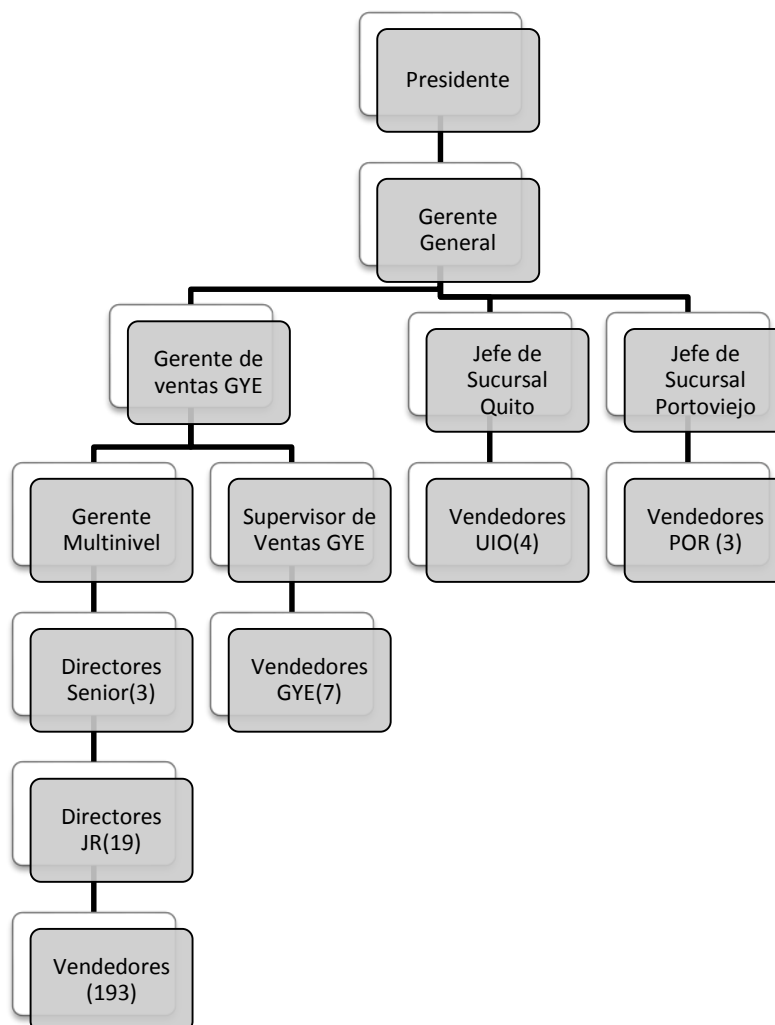 Presidente
Gerente
General
Gerente de
ventas GYE
Jefe de
Sucursal
Quito
Jefe de
Sucursal
Portoviejo
Gerente
Multinivel
Supervisor de
Ventas GYE
Vendedores
UIO(4)
Vendedores
POR (3)
Directores
Senior(3)
Vendedores
GYE(7)
Directores
JR(19)
Vendedores
(193)